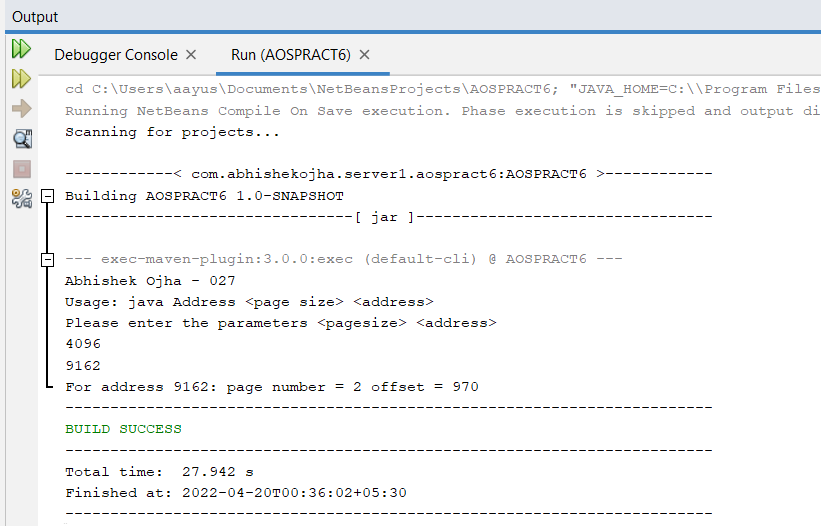 Output
Debugger Console × Run (AOSPRACT6) ×
cd C:\Users\aayus\Documents\NetBeansProjects\AOSPRACT6; "JAVA_HOME=C:\\Program Files
Running NetBeans Compile On Save execution. Phase execution is skipped and output di
Scanning for projects...
------------< com.abhishekojha.server1.aospract6:AOSPRACT6 >------------
Building AOSPRACT6 1.0-SNAPSHOT
--------------------------------[ jar ]---------------------------------
--- exec-maven-plugin:3.0.0:exec (default-cli) @ AOSPRACT6 ---
Abhishek Ojha - 027
Usage: java Address <page size> <address>
Please enter the parameters <pagesize> <address>
4096
9162
For address 9162: page number = 2 offset = 970
------------------------------------------------------------------------
BUILD SUCCESS
------------------------------------------------------------------------
Total time:  27.942 s
Finished at: 2022-04-20T00:36:02+05:30
------------------------------------------------------------------------